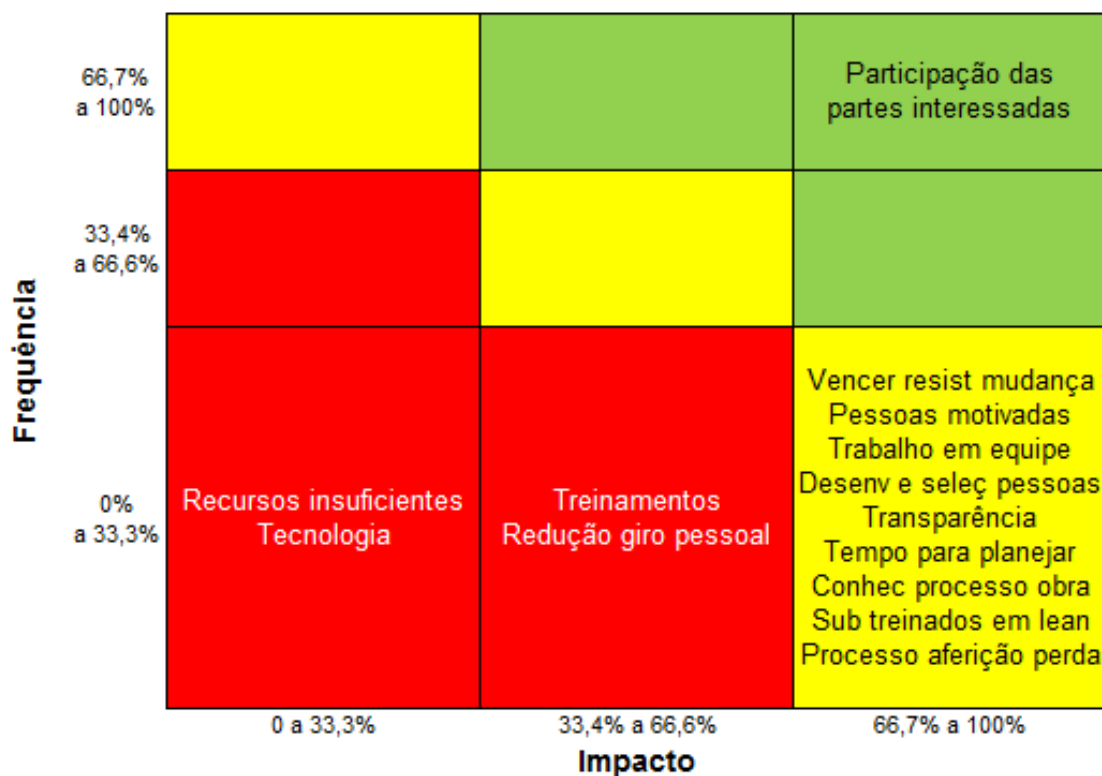 66,7%
a 100%
Participação das
partes interessadas
33,4%
a 66,6%
Frequência
0%
a 33,3%
Recursos insuficientes
Tecnologia
Treinamentos
Redução giro pessoal
Vencer resist mudança
Pessoas motivadas
Trabalho em equipe
Desenv e seleç pessoas
Transparência
Tempo para planejar
Conhec processo obra
Sub treinados em lean
Processo aferição perda
0 a 33,3%
33,4% a 66,6%
66,7% a 100%
Impacto